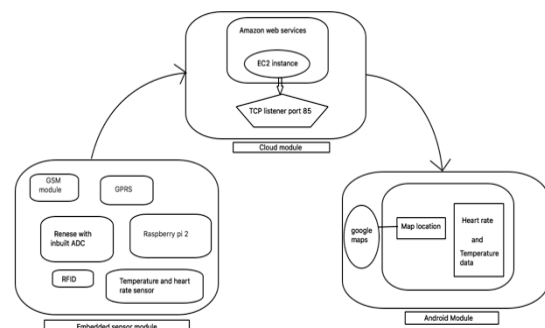 Amazon web services
EC2 instance
TCP listener port 85
Cloud module
GSM
module
GPRS
Renese with
inbuilt ADC
Raspberry pi 2
RFID
Temperature and heart
rate sensor
Embedded sensor module
google
maps
Map location
Heart rate
and
Temperature
data
Android Module